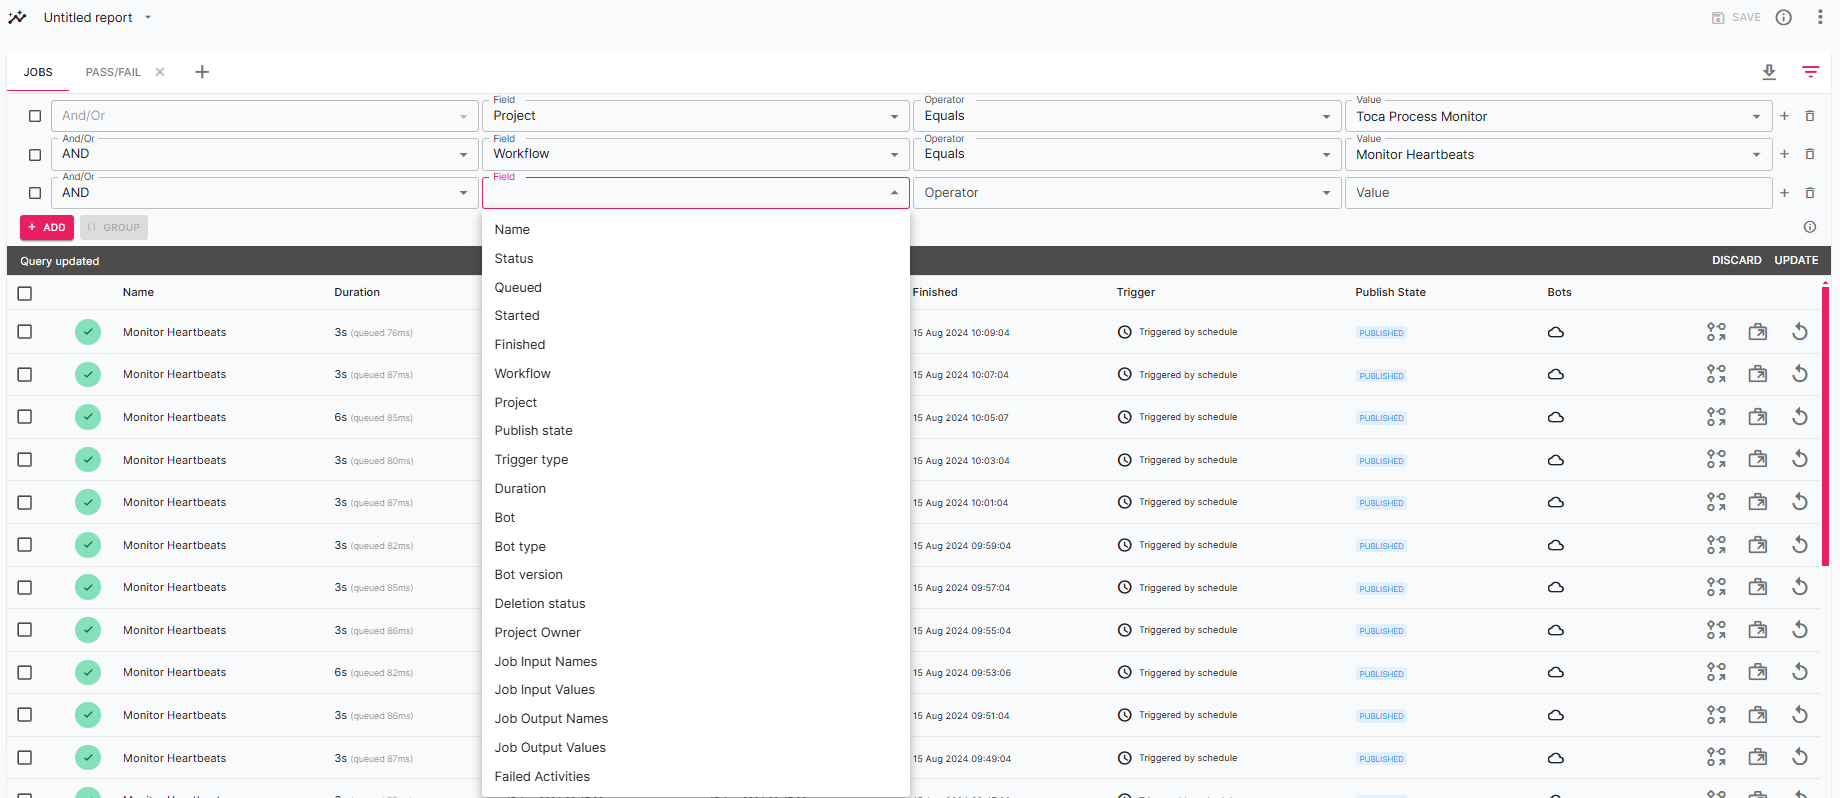 Untitled report
SAVE
JOBS PASS/FAIL
And/Or Field Project Operator Equals Value Toca Process Monitor
And/Or AND Field Workflow Operator Equals Value Monitor Heartbeats
And/Or AND Field Operator Value
ADD GROUP
Query updated DISCARD UPDATE
Name
Status
Queued
Started
Finished
Workflow
Project
Publish state
Trigger type
Duration
Bot
Bot type
Bot version
Deletion status
Project Owner
Job Input Names
Job Input Values
Job Output Names
Job Output Values
Failed Activities
Name Duration Finished Trigger Publish State Bots
Monitor Heartbeats 3s (queued 76ms) 15 Aug 2024 10:09:04 Triggered by schedule PUBLISHED
Monitor Heartbeats 3s (queued 87ms) 15 Aug 2024 10:07:04 Triggered by schedule PUBLISHED
Monitor Heartbeats 6s (queued 85ms) 15 Aug 2024 10:05:07 Triggered by schedule PUBLISHED
Monitor Heartbeats 3s (queued 80ms) 15 Aug 2024 10:03:04 Triggered by schedule PUBLISHED
Monitor Heartbeats 3s (queued 87ms) 15 Aug 2024 10:01:04 Triggered by schedule PUBLISHED
Monitor Heartbeats 3s (queued 82ms) 15 Aug 2024 09:59:04 Triggered by schedule PUBLISHED
Monitor Heartbeats 3s (queued 85ms) 15 Aug 2024 09:57:04 Triggered by schedule PUBLISHED
Monitor Heartbeats 3s (queued 86ms) 15 Aug 2024 09:55:04 Triggered by schedule PUBLISHED
Monitor Heartbeats 6s (queued 82ms) 15 Aug 2024 09:53:06 Triggered by schedule PUBLISHED
Monitor Heartbeats 3s (queued 86ms) 15 Aug 2024 09:51:04 Triggered by schedule PUBLISHED
Monitor Heartbeats 3s (queued 87ms) 15 Aug 2024 09:49:04 Triggered by schedule PUBLISHED